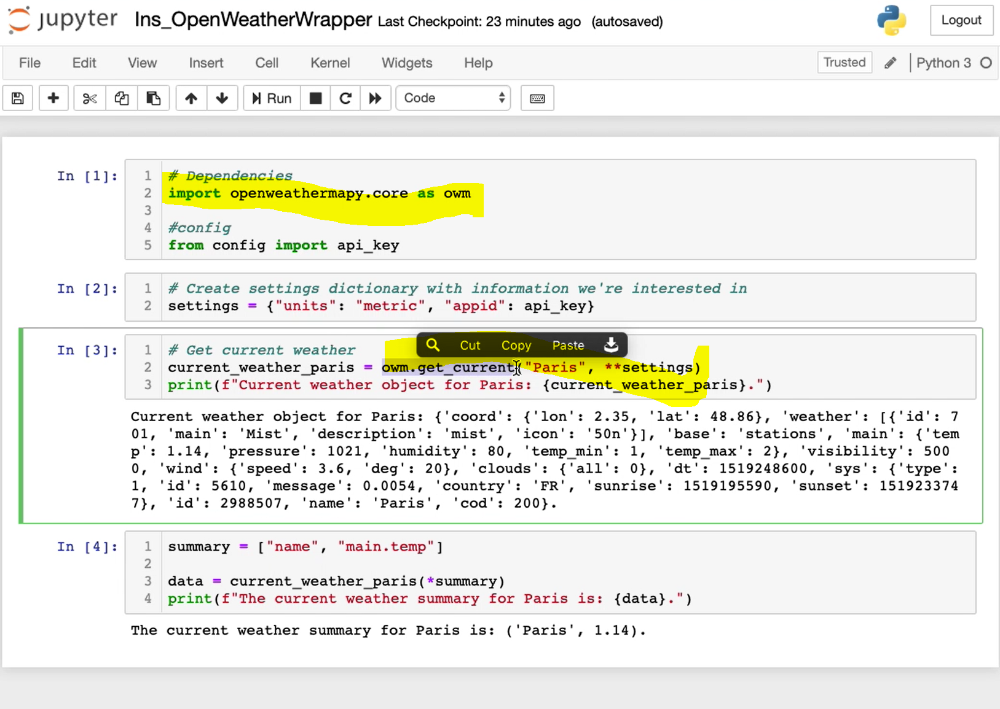 jupyter Ins_OpenWeatherWrapper Last Checkpoint: 23 minutes ago (autosaved) Logout
File Edit View Insert Cell Kernel Widgets Help Trusted Python 3
Run Code
In [1]: 1 # Dependencies
2 import openweathermapy.core as owm
3
4 #config
5 from config import api_key
In [2]: 1 # Create settings dictionary with information we're interested in
2 settings = {"units": "metric", "appid": api_key}
Cut Copy Paste
In [3]: 1 # Get current weather
2 current_weather_paris = owm.get_current("Paris", **settings)
3 print(f"Current weather object for Paris: {current_weather_paris}.")
Current weather object for Paris: {'coord': {'lon': 2.35, 'lat': 48.86}, 'weather': [{'id': 7
01, 'main': 'Mist', 'description': 'mist', 'icon': '50n'}], 'base': 'stations', 'main': {'tem
p': 1.14, 'pressure': 1021, 'humidity': 80, 'temp_min': 1, 'temp_max': 2}, 'visibility': 500
0, 'wind': {'speed': 3.6, 'deg': 20}, 'clouds': {'all': 0}, 'dt': 1519248600, 'sys': {'type':
1, 'id': 5610, 'message': 0.0054, 'country': 'FR', 'sunrise': 1519195590, 'sunset': 151923374
7}, 'id': 2988507, 'name': 'Paris', 'cod': 200}.
In [4]: 1 summary = ["name", "main.temp"]
2
3 data = current_weather_paris(*summary)
4 print(f"The current weather summary for Paris is: {data}.")
The current weather summary for Paris is: ('Paris', 1.14).